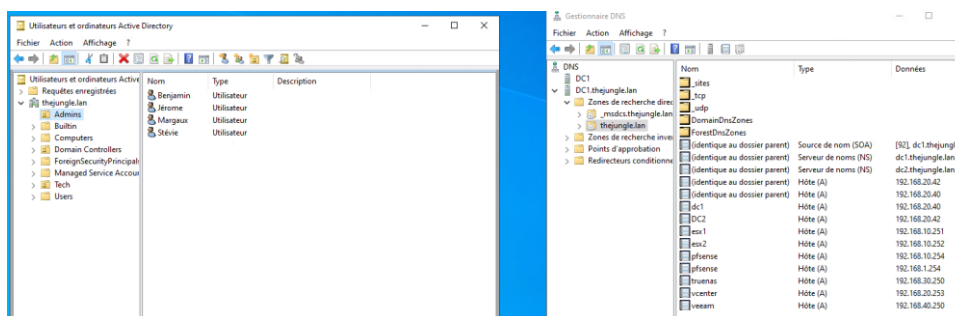 Utilisateurs et ordinateurs Active Directory
Fichier Action Affichage ?
Utilisateurs et ordinateurs Active
Requêtes enregistrées
thejungle.lan
Admins
Builtin
Computers
Domain Controllers
ForeignSecurityPrincipal
Managed Service Accour
Tech
Users
Nom Type Description
Benjamin Utilisateur
Jérome Utilisateur
Margaux Utilisateur
Stévie Utilisateur
Gestionnaire DNS
Fichier Action Affichage ?
DNS
DC1
DC1.thejungle.lan
Zones de recherche direc
_msdcs.thejungle.lan
thejungle.lan
Zones de recherche inver
Points d'approbation
Redirecteurs conditionne
Nom Type Données
_sites
_tcp
_udp
DomainDnsZones
ForestDnsZones
(identique au dossier parent) Source de nom (SOA) [92], dc1.thejungl
(identique au dossier parent) Serveur de noms (NS) dc1.thejungle.lan
(identique au dossier parent) Serveur de noms (NS) dc2.thejungle.lan
(identique au dossier parent) Hôte (A) 192.168.20.42
(identique au dossier parent) Hôte (A) 192.168.20.40
dc1 Hôte (A) 192.168.20.40
DC2 Hôte (A) 192.168.20.42
esx1 Hôte (A) 192.168.10.251
esx2 Hôte (A) 192.168.10.252
pfsense Hôte (A) 192.168.10.254
pfsense Hôte (A) 192.168.1.254
truenas Hôte (A) 192.168.30.250
vcenter Hôte (A) 192.168.20.253
veeam Hôte (A) 192.168.40.250